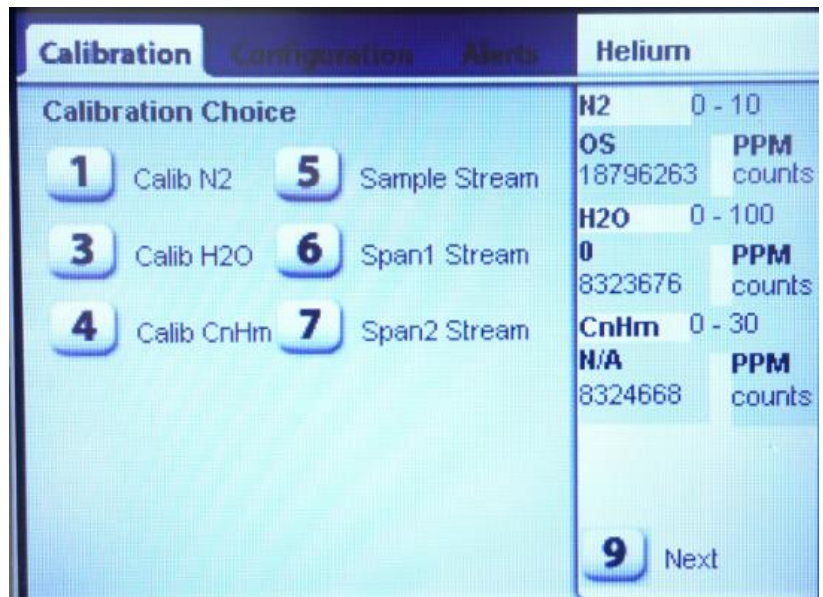 Calibration Configuration Alerts Helium
Calibration Choice
1 Calib N2 5 Sample Stream
3 Calib H2O 6 Span1 Stream
4 Calib CnHm 7 Span2 Stream
N2 0 - 10
OS PPM
18796263 counts
H2O 0 - 100
0 PPM
8323676 counts
CnHm 0 - 30
N/A PPM
8324668 counts
9 Next